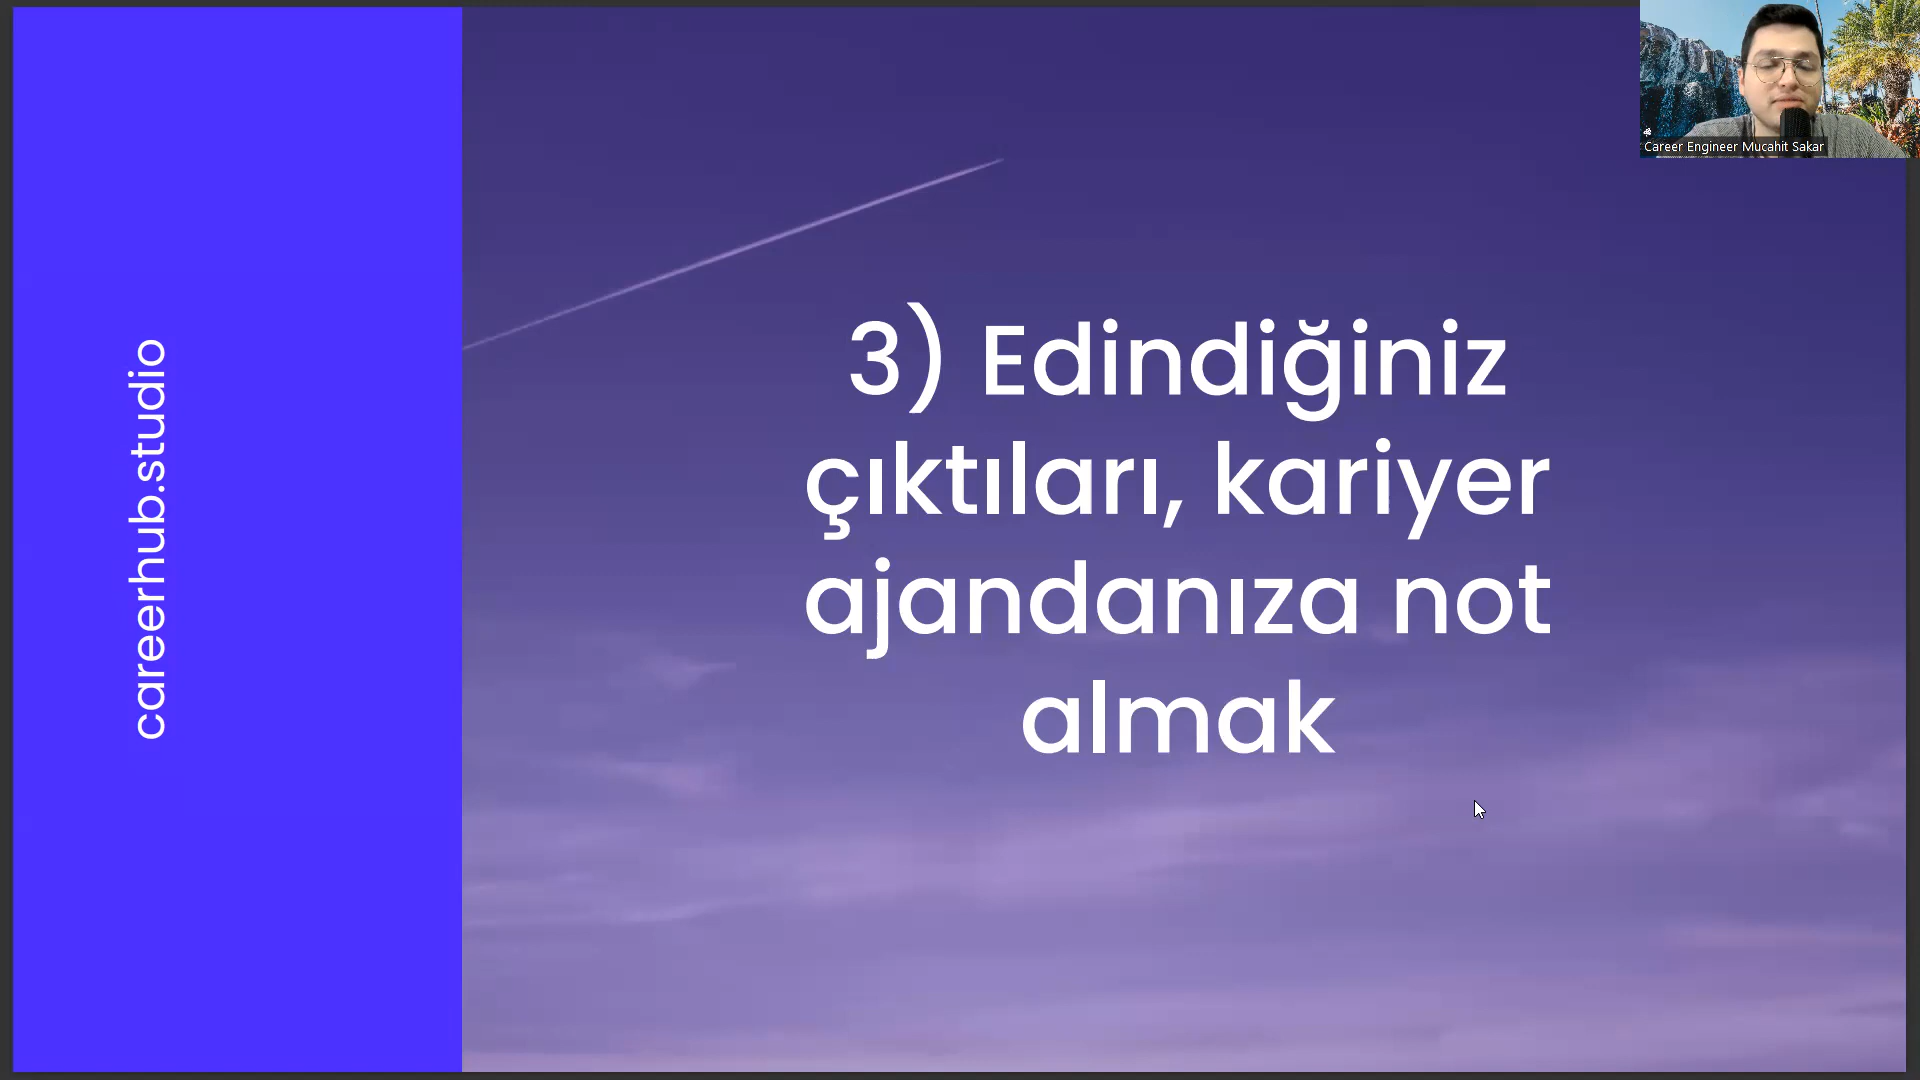 careerhub.studio
3) Edindiğiniz
çıktıları, kariyer
ajandanıza not
almak
Career Engineer Mucahit Sakar